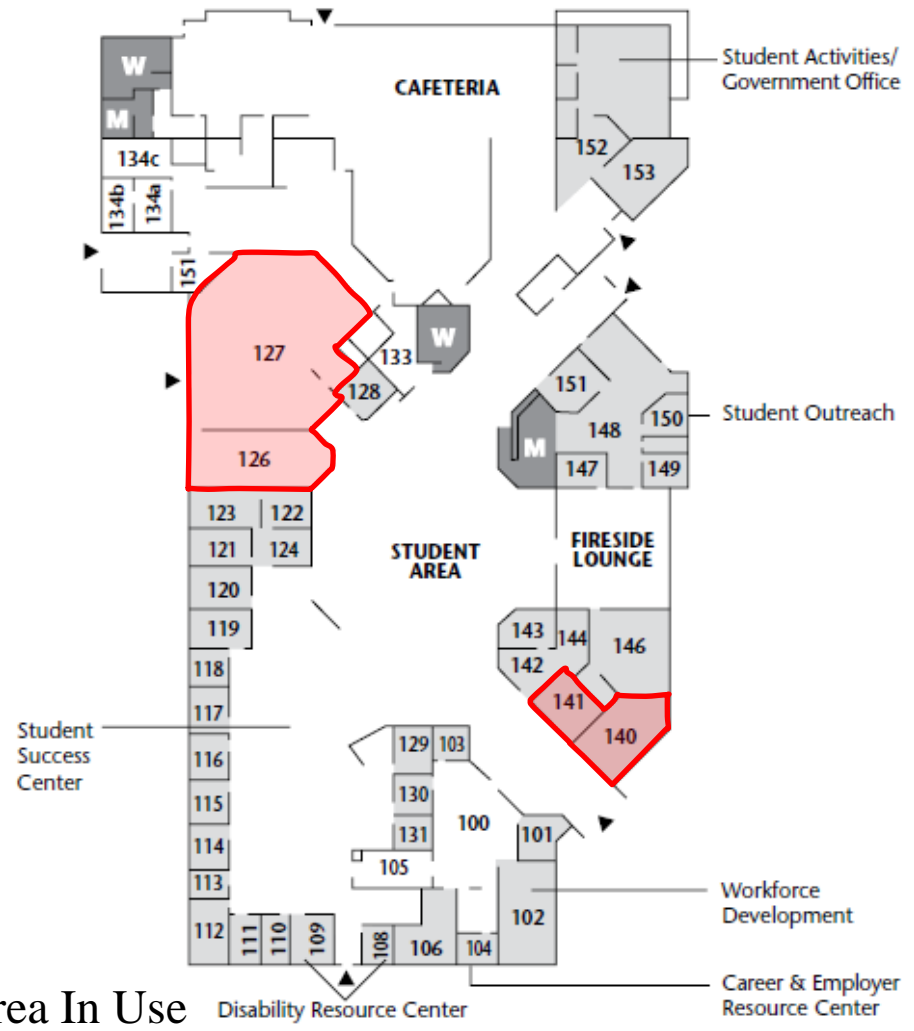 W
Student Activities/
Government Office
CAFETERIA
M
134c
152
153
134b
134a
151
127
133
W
128
151
150
Student Outreach
148
M
126
147
149
123
122
121
124
STUDENT
AREA
FIRESIDE
LOUNGE
120
119
143
144
146
142
118
141
117
140
Student
Success
Center
129
103
116
130
115
100
131
101
114
105
113
Workforce
Development
112
111
110
109
108
106
104
102
Career & Employer
Resource Center
Disability Resource Center
rea In Use